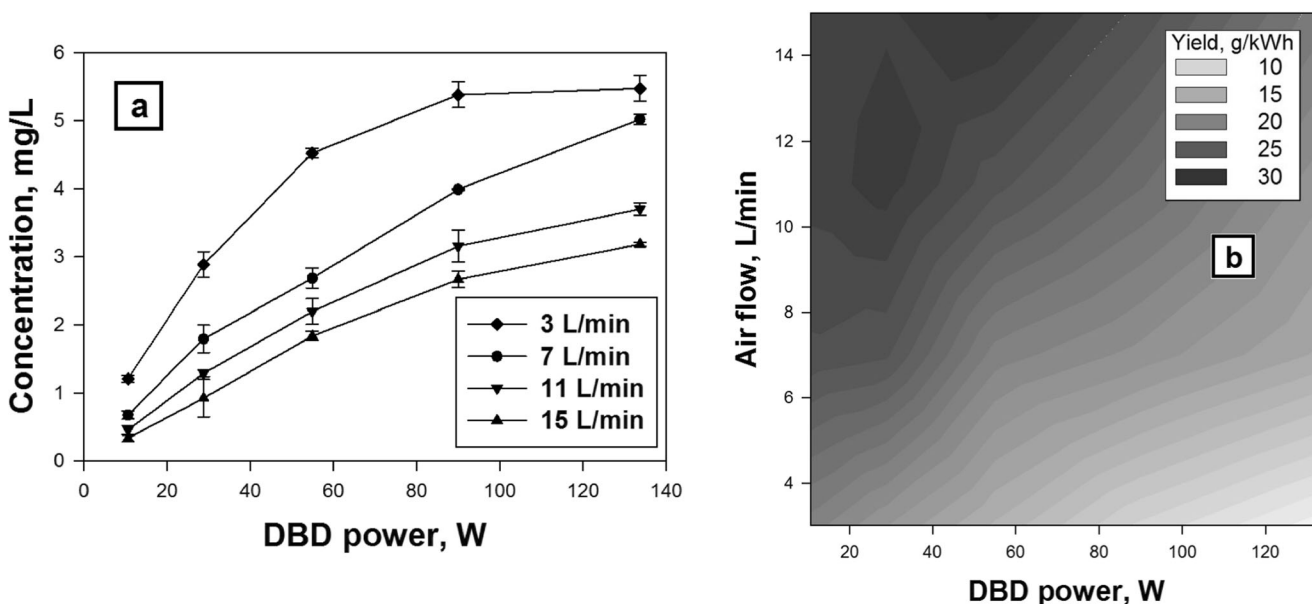 a
Concentration, mg/L
6
5
4
3
2
1
0
0 20 40 60 80 100 120 140
DBD power, W
3 L/min
7 L/min
11 L/min
15 L/min
b
Air flow, L/min
14
12
10
8
6
4
20 40 60 80 100 120
DBD power, W
Yield, g/kWh
10
15
20
25
30